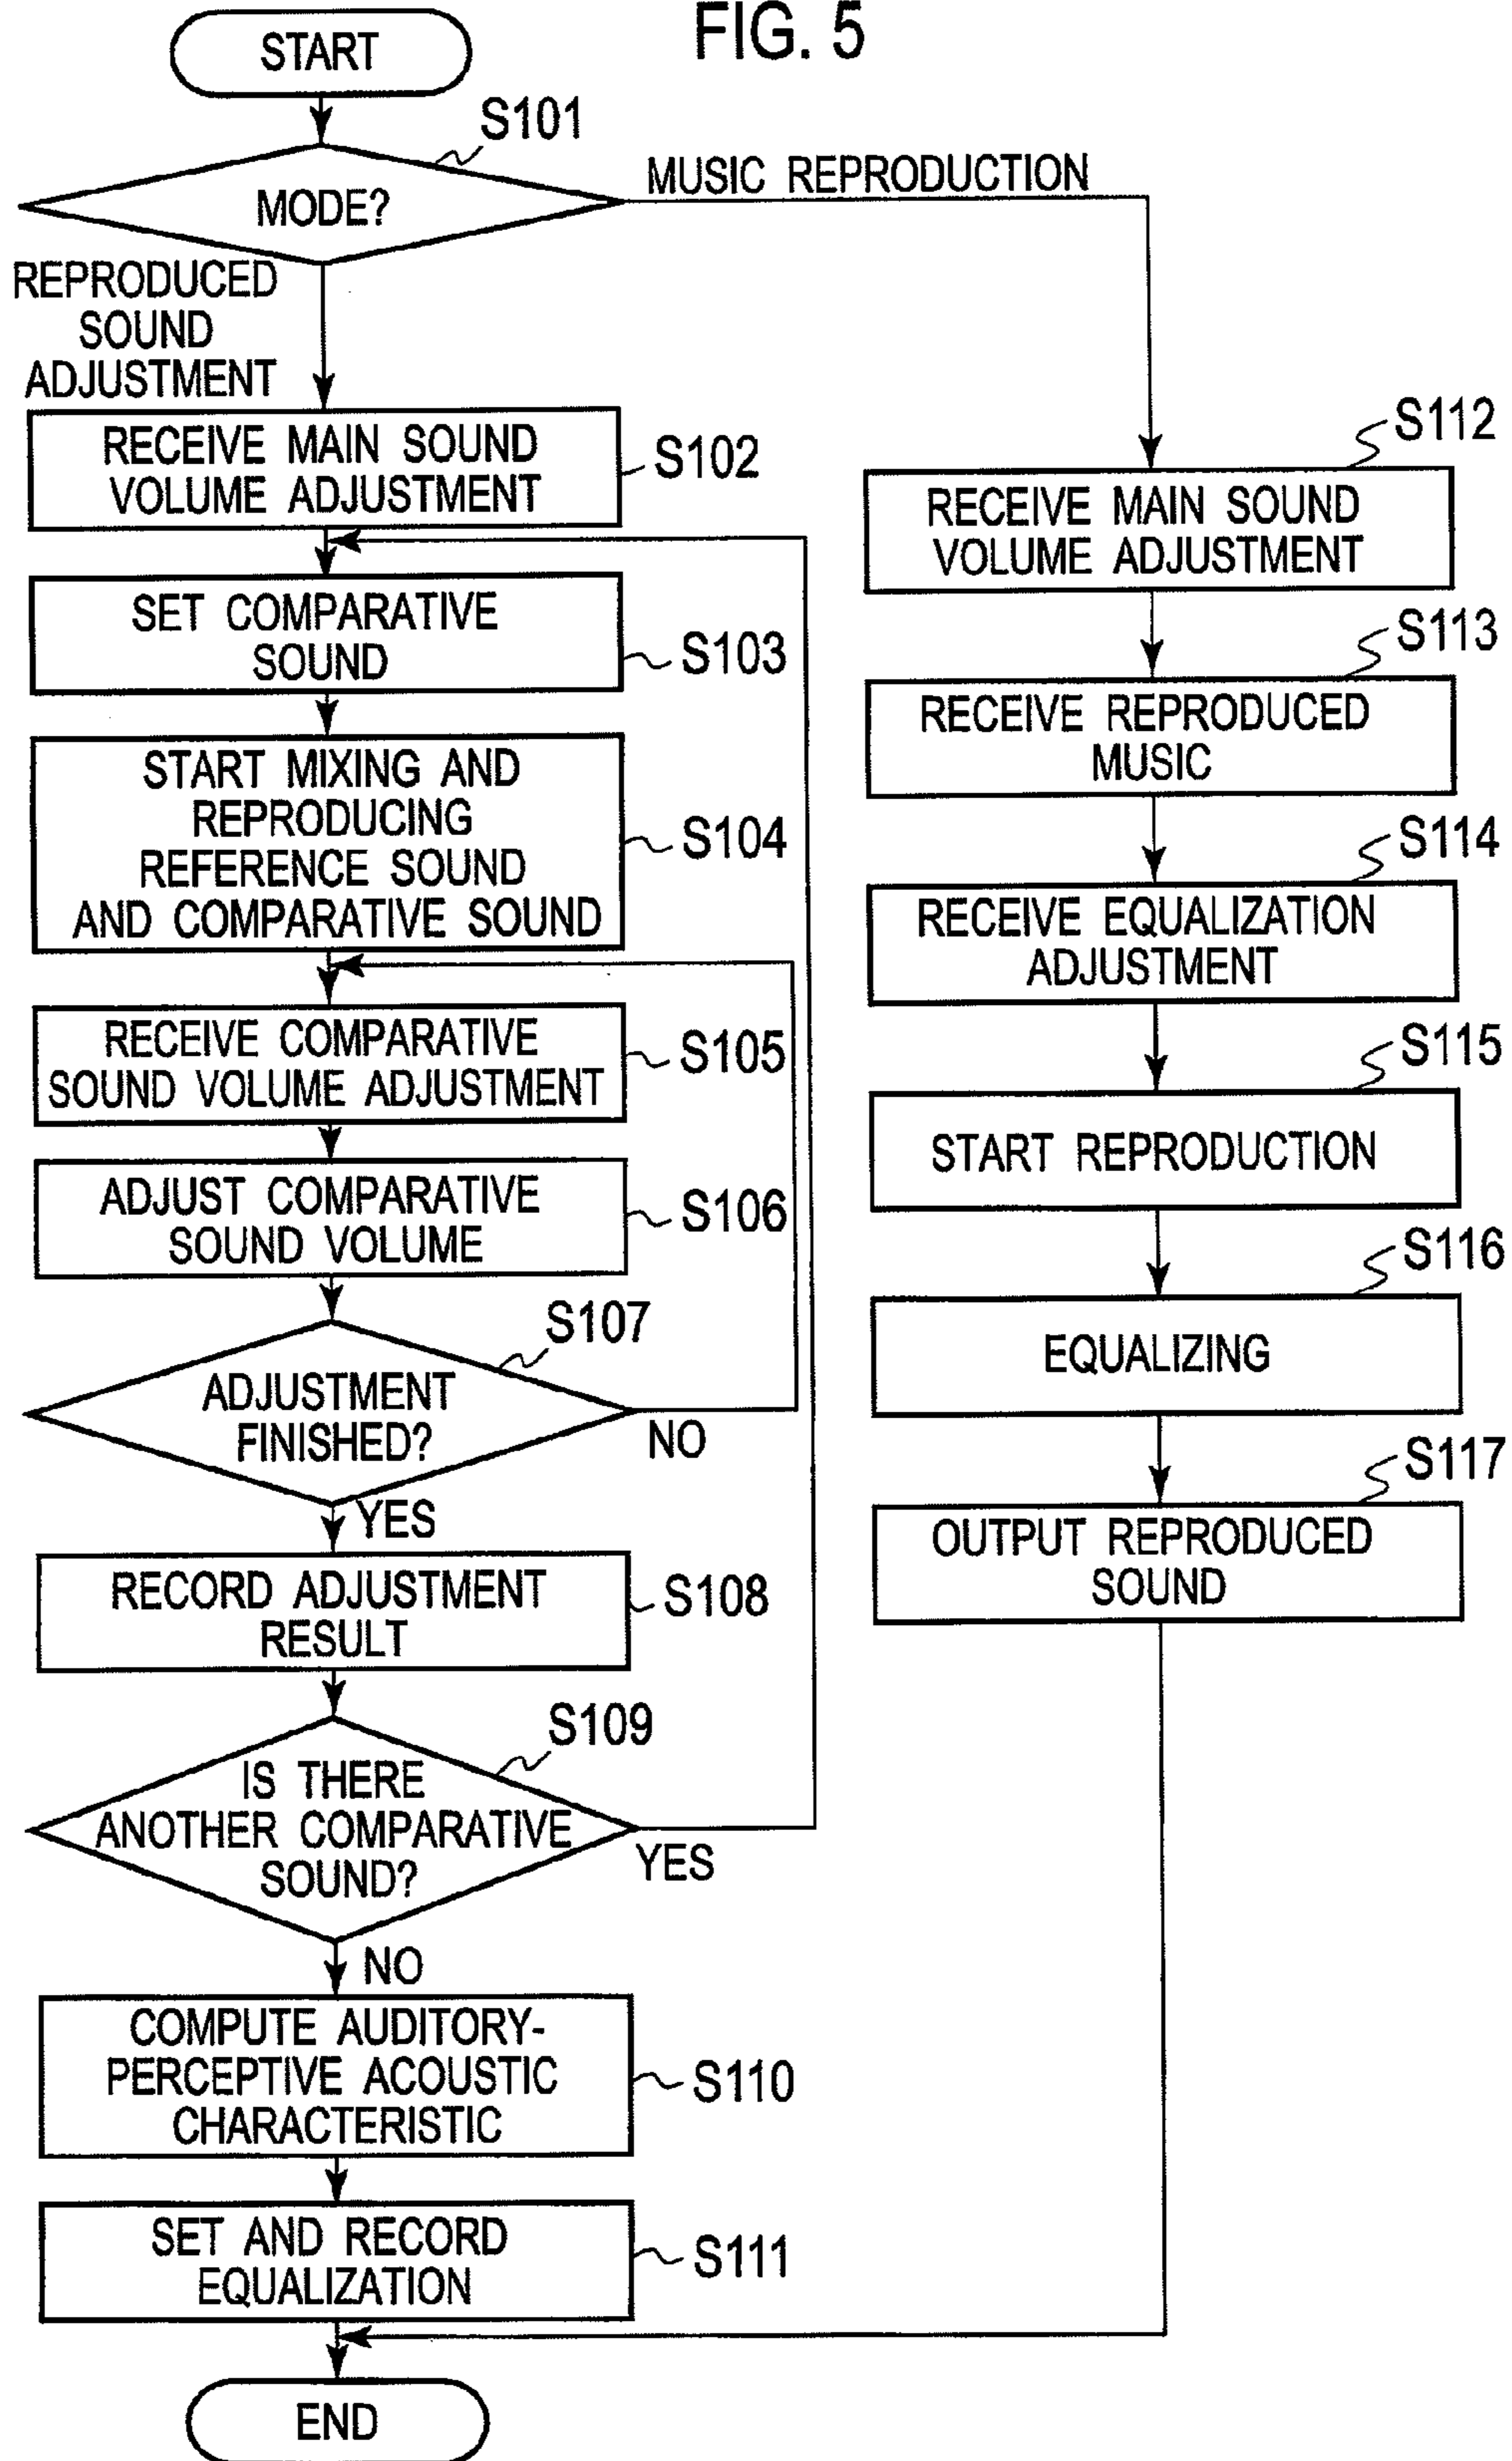 FIG. 5
START
S101
MODE?
MUSIC REPRODUCTION
REPRODUCED
SOUND
ADJUSTMENT
RECEIVE MAIN SOUND
VOLUME ADJUSTMENT
S102
SET COMPARATIVE
SOUND
S103
START MIXING AND
REPRODUCING
REFERENCE SOUND
AND COMPARATIVE SOUND
S104
RECEIVE COMPARATIVE
SOUND VOLUME ADJUSTMENT
S105
ADJUST COMPARATIVE
SOUND VOLUME
S106
S107
ADJUSTMENT
FINISHED?
NO
YES
RECORD ADJUSTMENT
RESULT
S108
S109
IS THERE
ANOTHER COMPARATIVE
SOUND?
YES
NO
COMPUTE AUDITORY-
PERCEPTIVE ACOUSTIC
CHARACTERISTIC
S110
SET AND RECORD
EQUALIZATION
S111
END
S112
RECEIVE MAIN SOUND
VOLUME ADJUSTMENT
S113
RECEIVE REPRODUCED
MUSIC
S114
RECEIVE EQUALIZATION
ADJUSTMENT
S115
START REPRODUCTION
S116
EQUALIZING
S117
OUTPUT REPRODUCED
SOUND